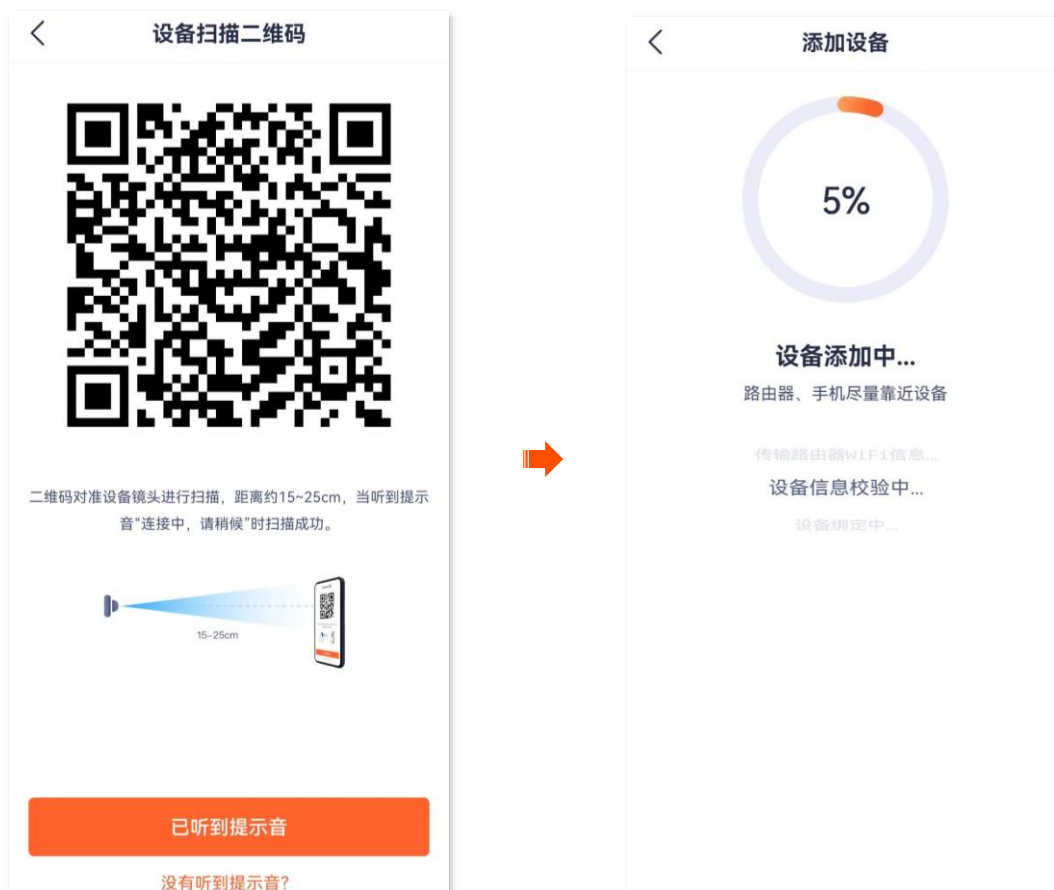 设备扫描二维码
二维码对准设备镜头进行扫描，距离约15~25cm，当听到提示
音“连接中，请稍候”时扫描成功。
15-25cm
已听到提示音
没有听到提示音？
添加设备
5%
设备添加中...
路由器、手机尽量靠近设备
传输路由器WiFi信息...
设备信息校验中...
设备绑定中...